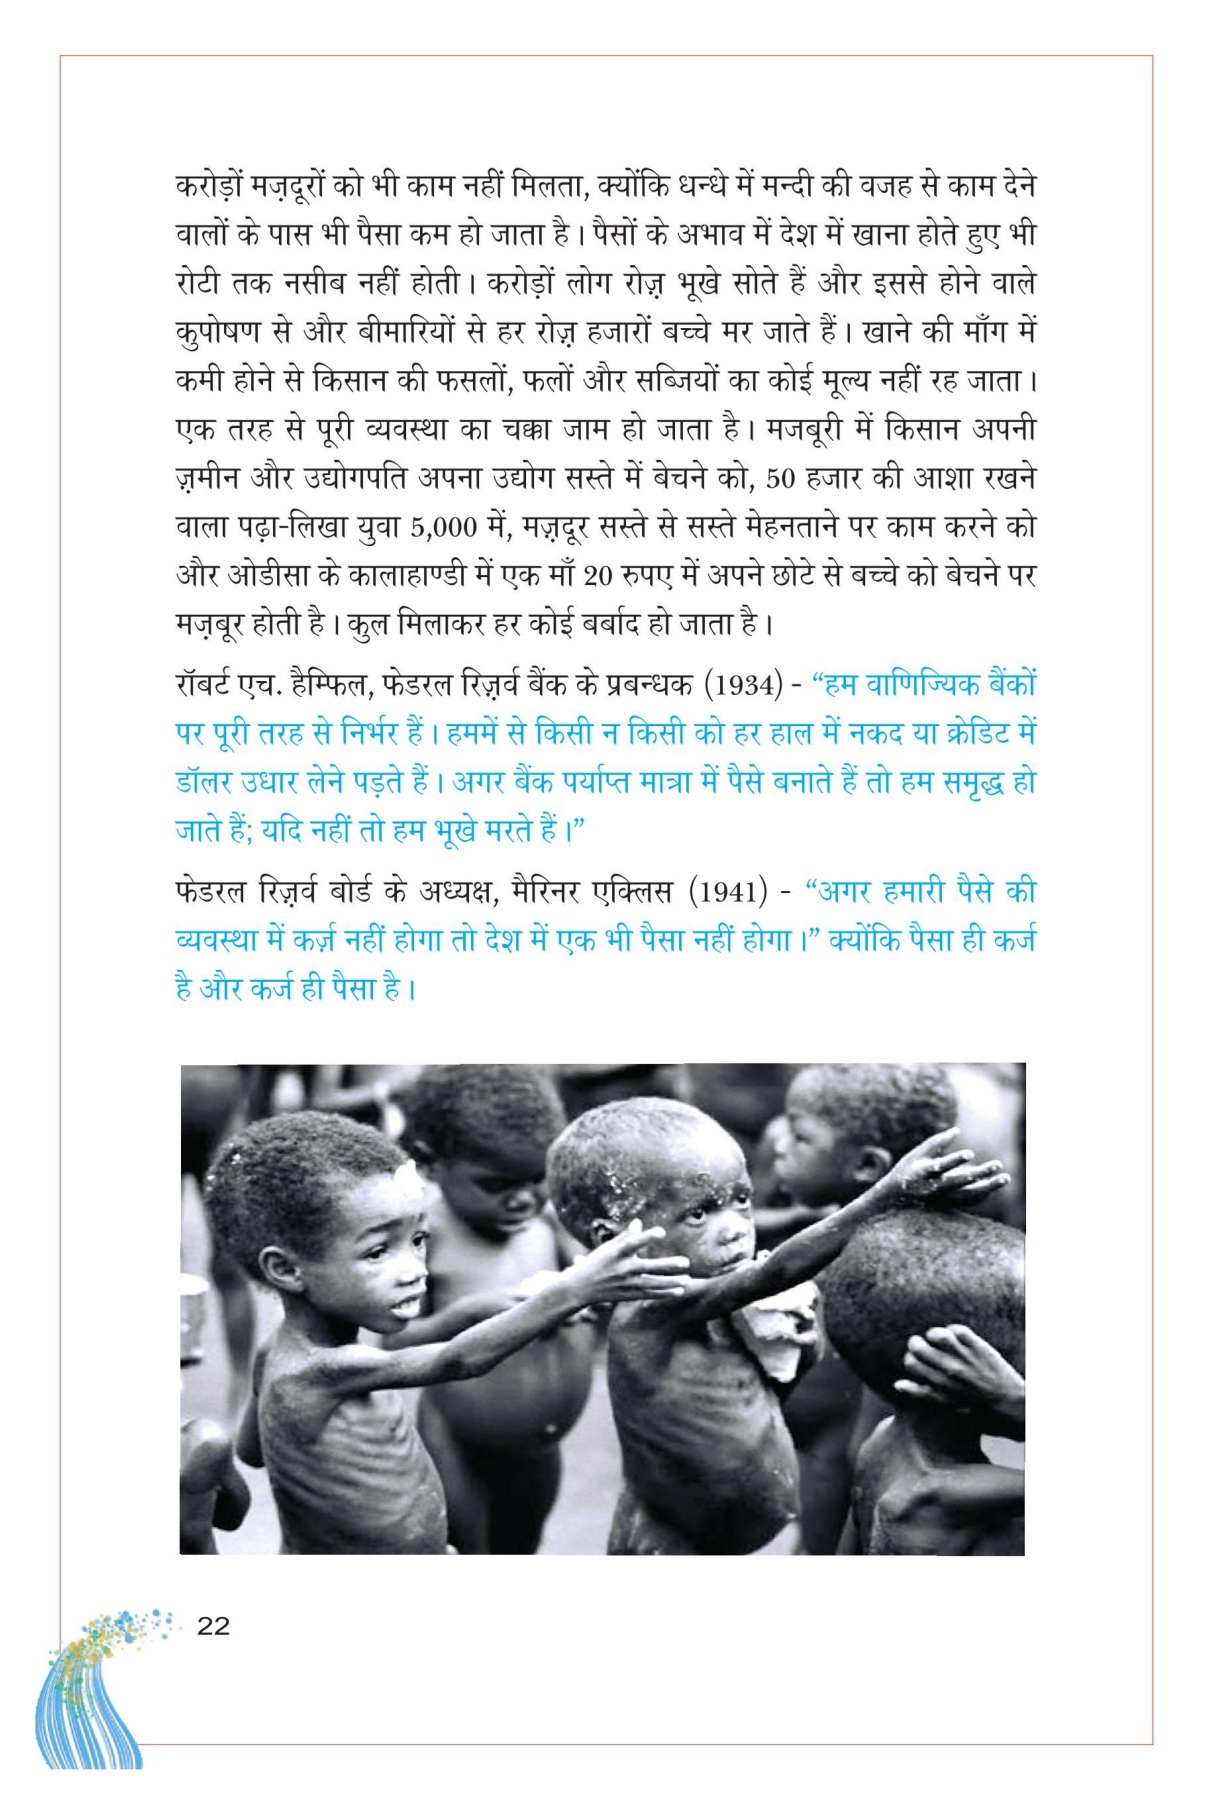 करोड़ों मज़दूरों को भी काम नहीं मिलता, क्योंकि धन्धे में मन्दी की वजह से काम देने
वालों के पास भी पैसा कम हो जाता है। पैसों के अभाव में देश में खाना होते हुए भी
रोटी तक नसीब नहीं होती। करोड़ों लोग रोज़ भूखे सोते हैं और इससे होने वाले
कुपोषण से और बीमारियों से हर रोज़ हजारों बच्चे मर जाते हैं। खाने की माँग में
कमी होने से किसान की फसलों, फलों और सब्जियों का कोई मूल्य नहीं रह जाता।
एक तरह से पूरी व्यवस्था का चक्का जाम हो जाता है। मजबूरी में किसान अपनी
ज़मीन और उद्योगपति अपना उद्योग सस्ते में बेचने को, 50 हजार की आशा रखने
वाला पढ़ा-लिखा युवा 5,000 में, मज़दूर सस्ते से सस्ते मेहनताने पर काम करने को
और ओडीसा के कालाहाण्डी में एक माँ 20 रुपए में अपने छोटे से बच्चे को बेचने पर
मज़बूर होती है। कुल मिलाकर हर कोई बर्बाद हो जाता है।
रॉबर्ट एच. हैम्फिल, फेडरल रिज़र्व बैंक के प्रबन्धक (1934) - “हम वाणिज्यिक बैंकों
पर पूरी तरह से निर्भर हैं। हममें से किसी न किसी को हर हाल में नकद या क्रेडिट में
डॉलर उधार लेने पड़ते हैं। अगर बैंक पर्याप्त मात्रा में पैसे बनाते हैं तो हम समृद्ध हो
जाते हैं; यदि नहीं तो हम भूखे मरते हैं।”
फेडरल रिज़र्व बोर्ड के अध्यक्ष, मैरिनर एक्लिस (1941) - “अगर हमारी पैसे की
व्यवस्था में कर्ज़ नहीं होगा तो देश में एक भी पैसा नहीं होगा।” क्योंकि पैसा ही कर्ज
है और कर्ज ही पैसा है।
22